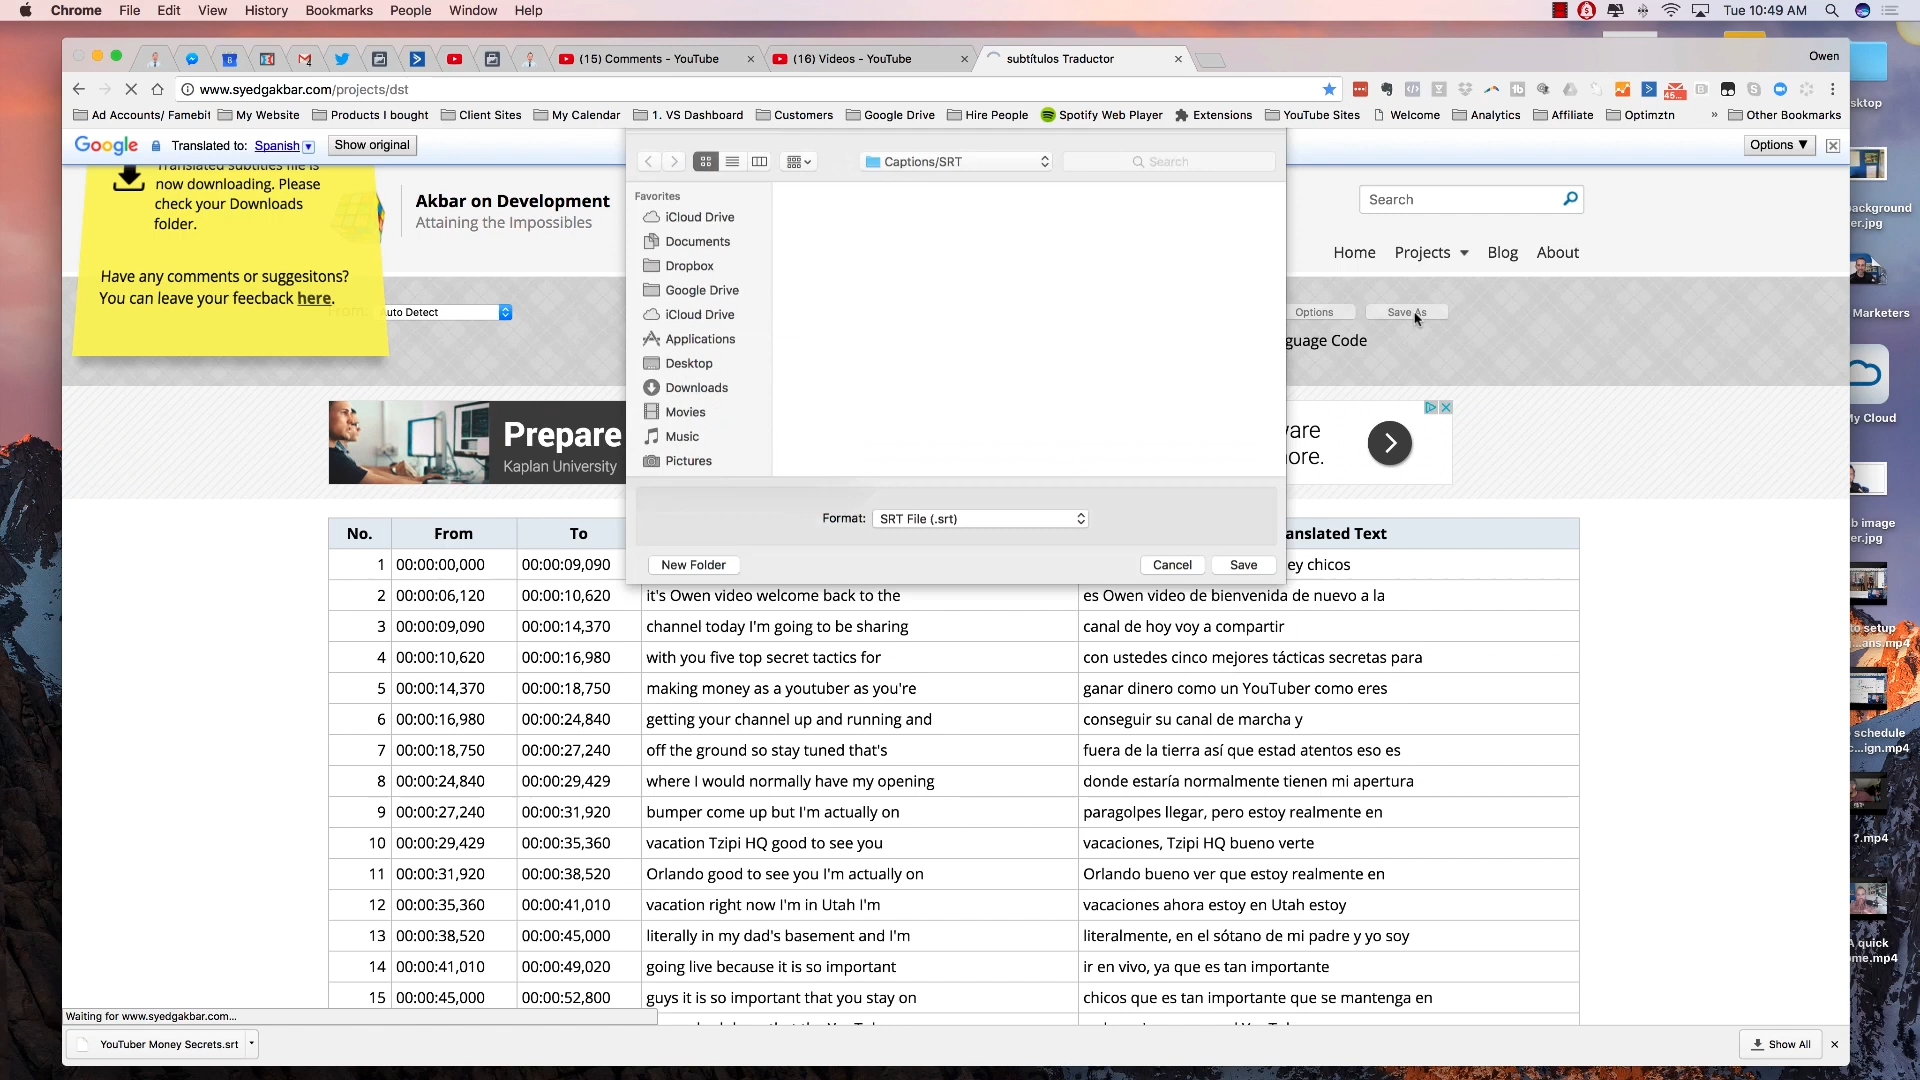 Chrome File Edit View History Bookmarks People Window Help Tue 10:49 AM
(15) Comments - YouTube (16) Videos - YouTube subtítulos Traductor Owen
www.syedgakbar.com/projects/dst
Ad Accounts/ Famebit My Website Products I bought Client Sites My Calendar 1. VS Dashboard Customers Google Drive Hire People Spotify Web Player Extensions YouTube Sites Welcome Analytics Affiliate Optimztn » Other Bookmarks
Google Translated to: Spanish Show original Options ▼
Translated subtitles file is
now downloading. Please
check your Downloads
folder.
Have any comments or suggesitons?
You can leave your feecback here.
Akbar on Development
Attaining the Impossibles
Search
Home Projects Blog About
uto Detect
Options Save As
guage Code
Captions/SRT Search
Favorites
iCloud Drive
Documents
Dropbox
Google Drive
iCloud Drive
Applications
Desktop
Downloads
Movies
Music
Pictures
Format: SRT File (.srt)
New Folder Cancel Save
Prepare
Kaplan University
are
ore.
No. From To anslated Text
1 00:00:00,000 00:00:09,090 ey chicos
2 00:00:06,120 00:00:10,620 it's Owen video welcome back to the es Owen video de bienvenida de nuevo a la
3 00:00:09,090 00:00:14,370 channel today I'm going to be sharing canal de hoy voy a compartir
4 00:00:10,620 00:00:16,980 with you five top secret tactics for con ustedes cinco mejores tácticas secretas para
5 00:00:14,370 00:00:18,750 making money as a youtuber as you're ganar dinero como un YouTuber como eres
6 00:00:16,980 00:00:24,840 getting your channel up and running and conseguir su canal de marcha y
7 00:00:18,750 00:00:27,240 off the ground so stay tuned that's fuera de la tierra así que estad atentos eso es
8 00:00:24,840 00:00:29,429 where I would normally have my opening donde estaría normalmente tienen mi apertura
9 00:00:27,240 00:00:31,920 bumper come up but I'm actually on paragolpes llegar, pero estoy realmente en
10 00:00:29,429 00:00:35,360 vacation Tzipi HQ good to see you vacaciones, Tzipi HQ bueno verte
11 00:00:31,920 00:00:38,520 Orlando good to see you I'm actually on Orlando bueno ver que estoy realmente en
12 00:00:35,360 00:00:41,010 vacation right now I'm in Utah I'm vacaciones ahora estoy en Utah estoy
13 00:00:38,520 00:00:45,000 literally in my dad's basement and I'm literalmente, en el sótano de mi padre y yo soy
14 00:00:41,010 00:00:49,020 going live because it is so important ir en vivo, ya que es tan importante
15 00:00:45,000 00:00:52,800 guys it is so important that you stay on chicos que es tan importante que se mantenga en
Waiting for www.syedgakbar.com...
YouTuber Money Secrets.srt Show All
sktop
ackground
er.jpg
Marketers
My Cloud
b image
er.jpg
to setup
...ans.mp4
schedule
c...ign.mp4
?.mp4
A quick
me.mp4